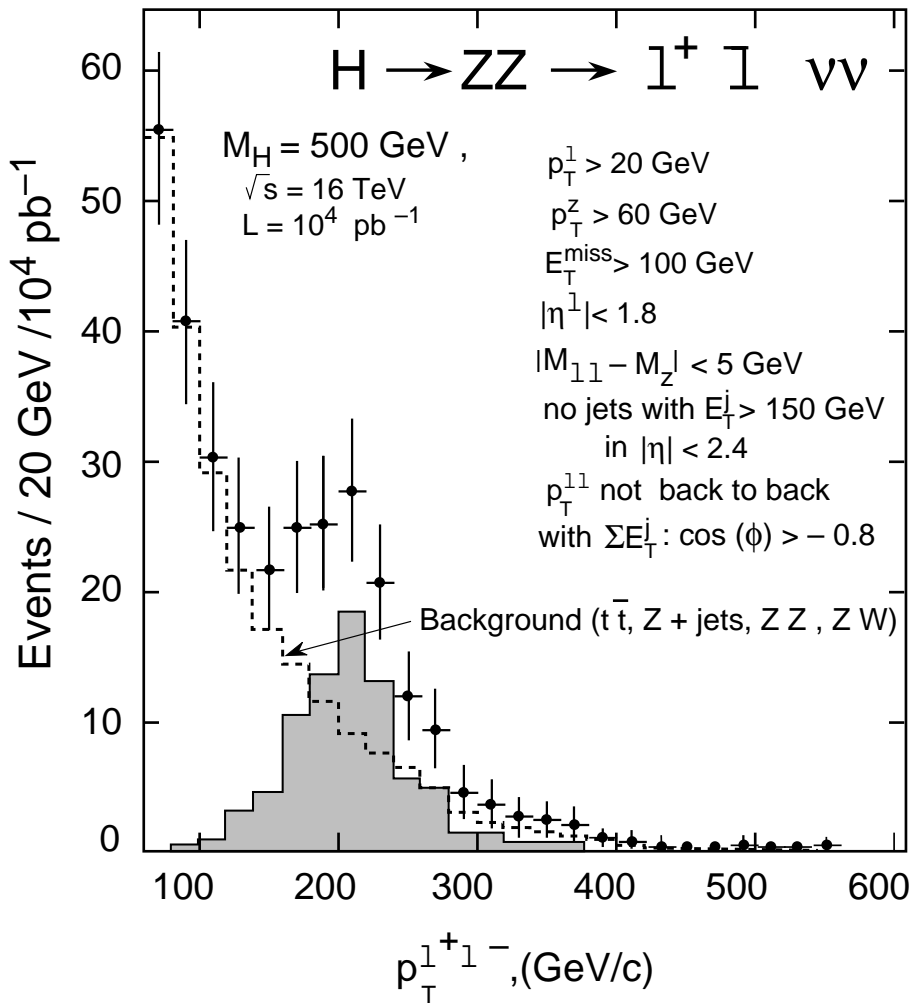 H → ZZ → l⁺ l νν
M_H = 500 GeV ,
√s = 16 TeV
L = 10⁴ pb⁻¹
p_T^l > 20 GeV
p_T^z > 60 GeV
E_T^miss > 100 GeV
|η^l| < 1.8
|M_ll – M_z| < 5 GeV
no jets with E_T^j > 150 GeV
in |η| < 2.4
p_T^ll not back to back
with ΣE_T^j : cos (φ) > – 0.8
Background (t t̄, Z + jets, Z Z , Z W)
Events / 20 GeV /10⁴ pb⁻¹
60
50
40
30
20
10
0
100 200 300 400 500 600
p_T^l⁺l⁻ ,(GeV/c)